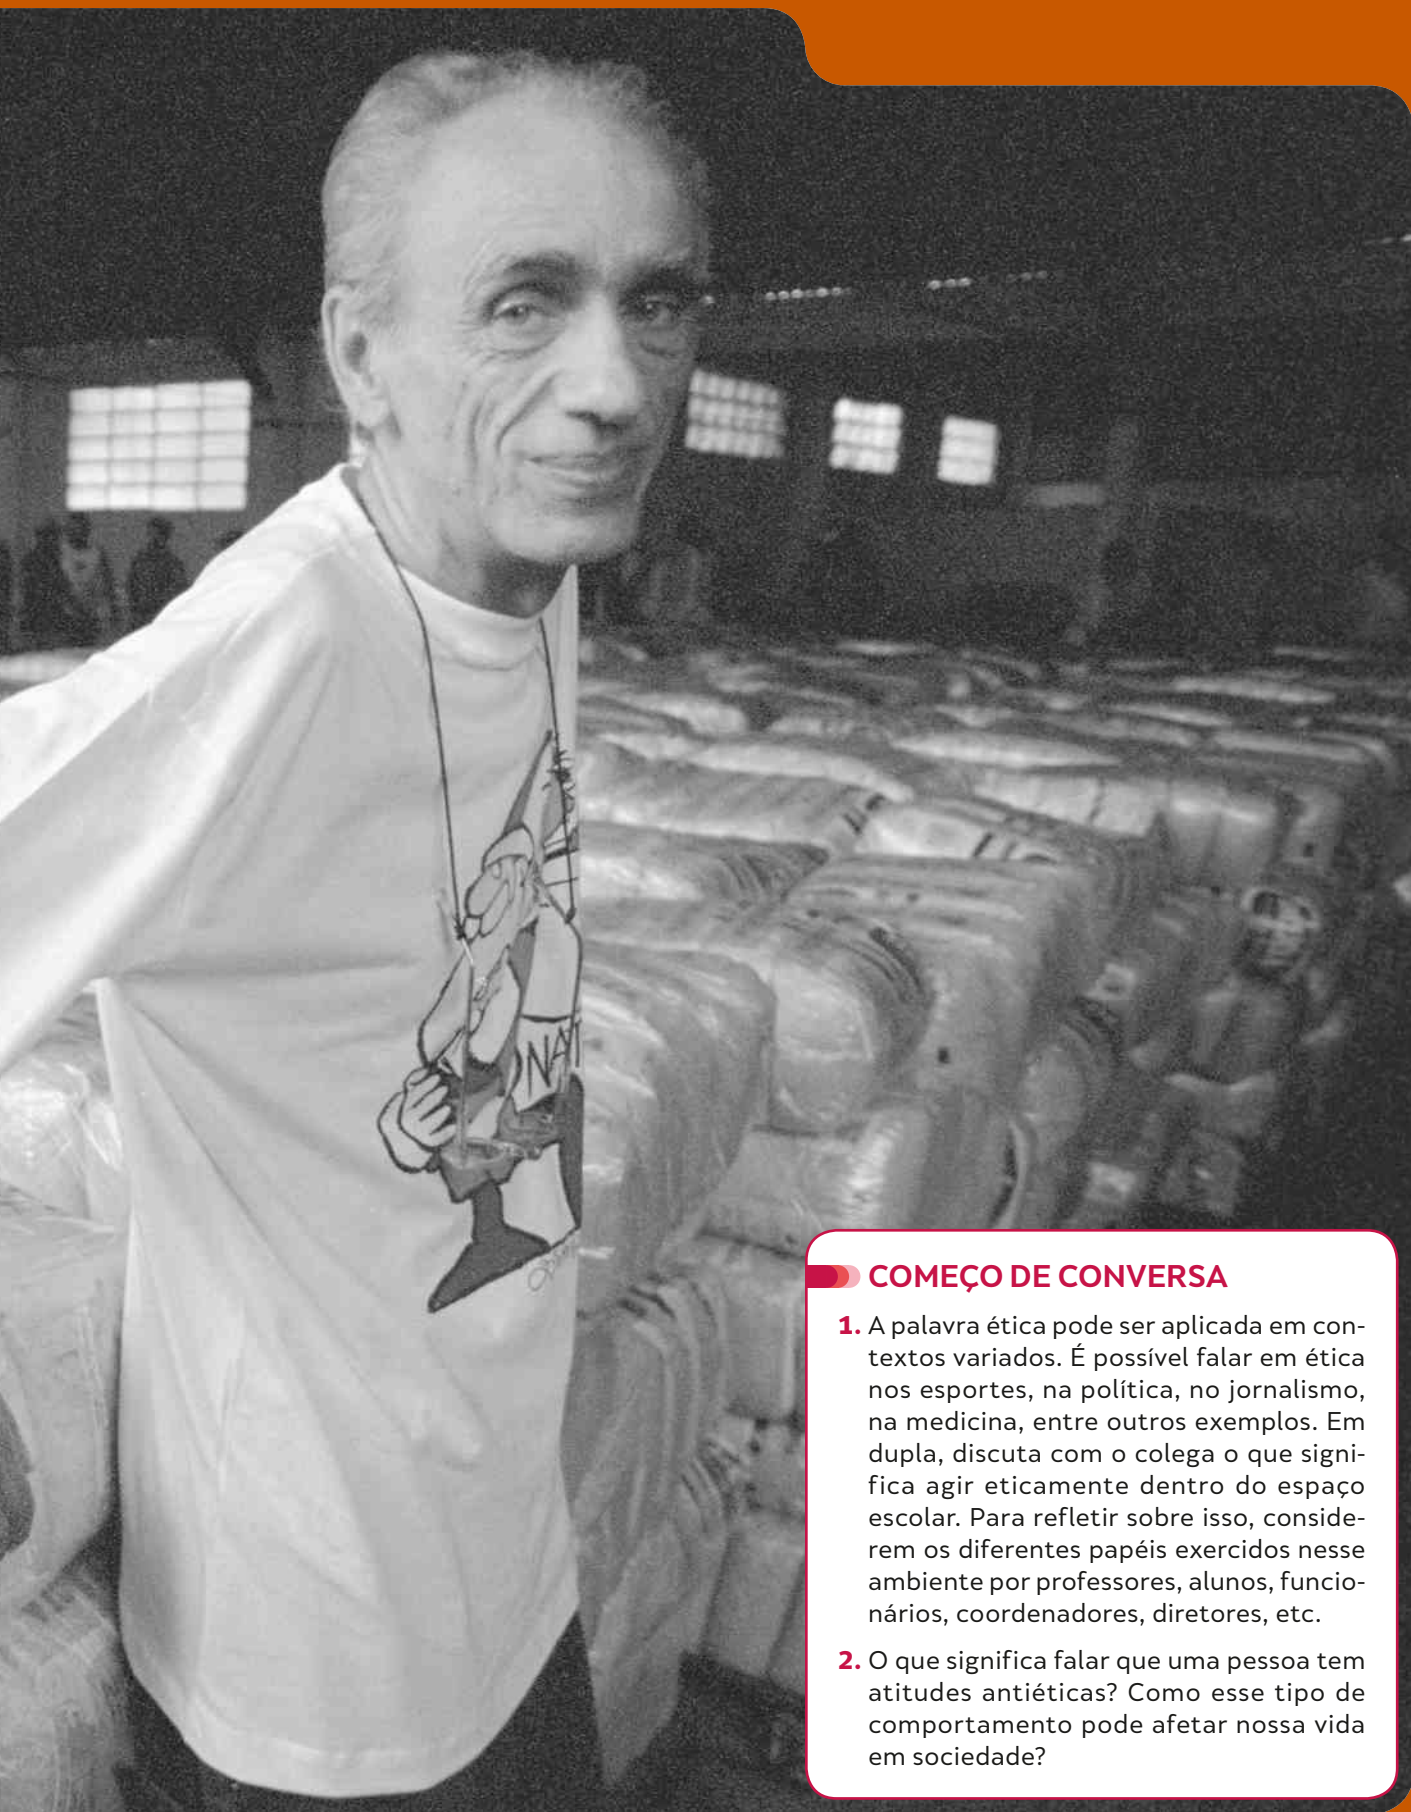 NAT
COMEÇO DE CONVERSA
1. A palavra ética pode ser aplicada em con-
textos variados. É possível falar em ética
nos esportes, na política, no jornalismo,
na medicina, entre outros exemplos. Em
dupla, discuta com o colega o que signi-
fica agir eticamente dentro do espaço
escolar. Para refletir sobre isso, conside-
rem os diferentes papéis exercidos nesse
ambiente por professores, alunos, funcio-
nários, coordenadores, diretores, etc.
2. O que significa falar que uma pessoa tem
atitudes antiéticas? Como esse tipo de
comportamento pode afetar nossa vida
em sociedade?